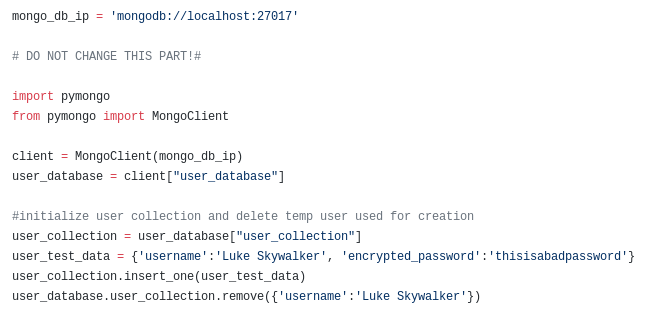 mongo_db_ip = 'mongodb://localhost:27017'
# DO NOT CHANGE THIS PART!#
import pymongo
from pymongo import MongoClient
client = MongoClient(mongo_db_ip)
user_database = client["user_database"]
#initialize user collection and delete temp user used for creation
user_collection = user_database["user_collection"]
user_test_data = {'username':'Luke Skywalker', 'encrypted_password':'thisisabadpassword'}
user_collection.insert_one(user_test_data)
user_database.user_collection.remove({'username':'Luke Skywalker'})